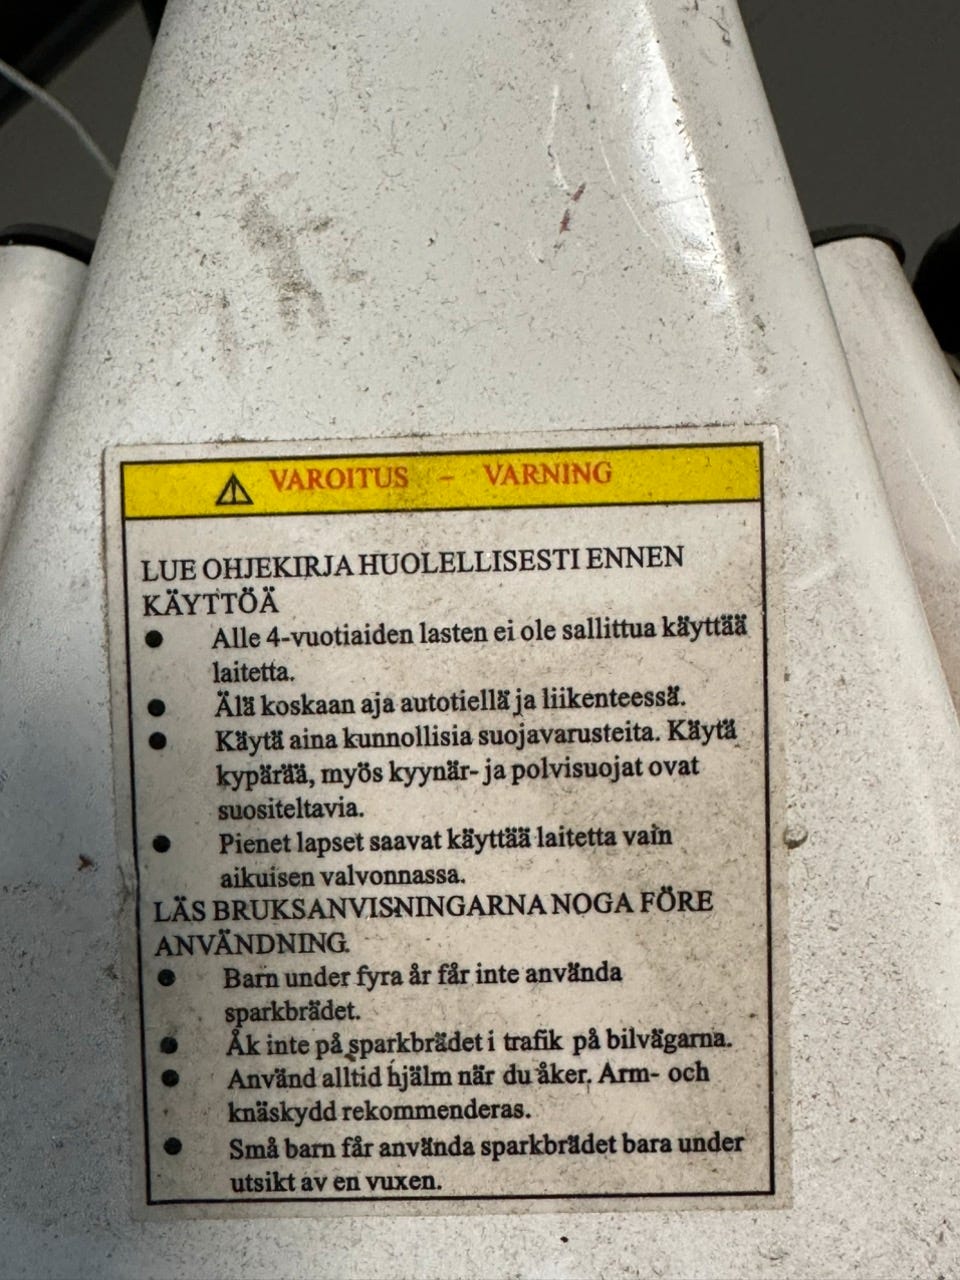 VAROITUS - VARNING
LUE OHJEKIRJA HUOLELLISESTI ENNEN
KÄYTTÖÄ
● Alle 4-vuotiaiden lasten ei ole sallittua käyttää
laitetta.
● Älä koskaan aja autotiellä ja liikenteessä.
● Käytä aina kunnollisia suojavarusteita. Käytä
kypärää, myös kyynär- ja polvisuojat ovat
suositeltavia.
● Pienet lapset saavat käyttää laitetta vain
aikuisen valvonnassa.
LÄS BRUKSANVISNINGARNA NOGA FÖRE
ANVÄNDNING.
● Barn under fyra år får inte använda
sparkbrädet.
● Åk inte på sparkbrädet i trafik på bilvägarna.
● Använd alltid hjälm när du åker. Arm- och
knäskydd rekommenderas.
● Små barn får använda sparkbrädet bara under
utsikt av en vuxen.